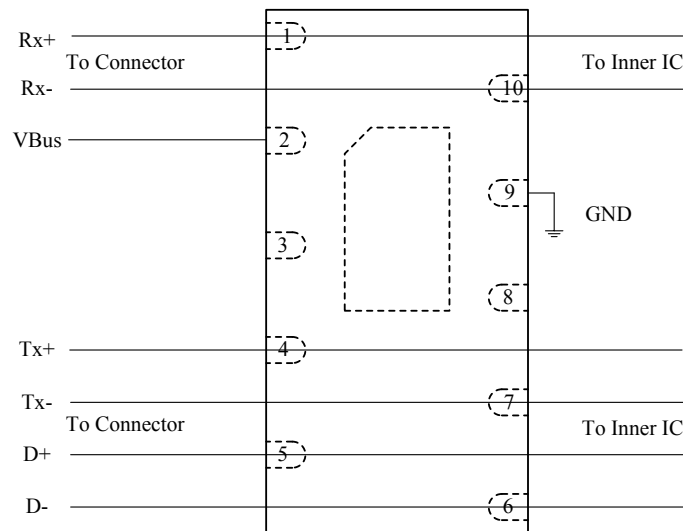 Rx+ 1
To Connector To Inner IC
Rx- 10
VBus 2
9
GND
3
8
Tx+ 4
Tx- 7
To Connector To Inner IC
D+ 5
D- 6